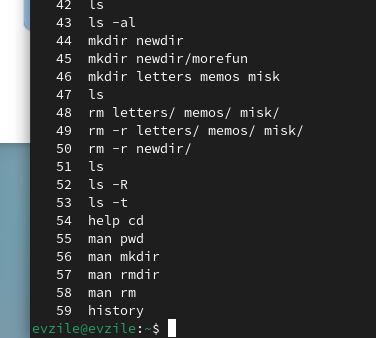 42 ls
43 ls -al
44 mkdir newdir
45 mkdir newdir/morefun
46 mkdir letters memos misk
47 ls
48 rm letters/ memos/ misk/
49 rm -r letters/ memos/ misk/
50 rm -r newdir/
51 ls
52 ls -R
53 ls -t
54 help cd
55 man pwd
56 man mkdir
57 man rmdir
58 man rm
59 history
evzile@evzile:~$